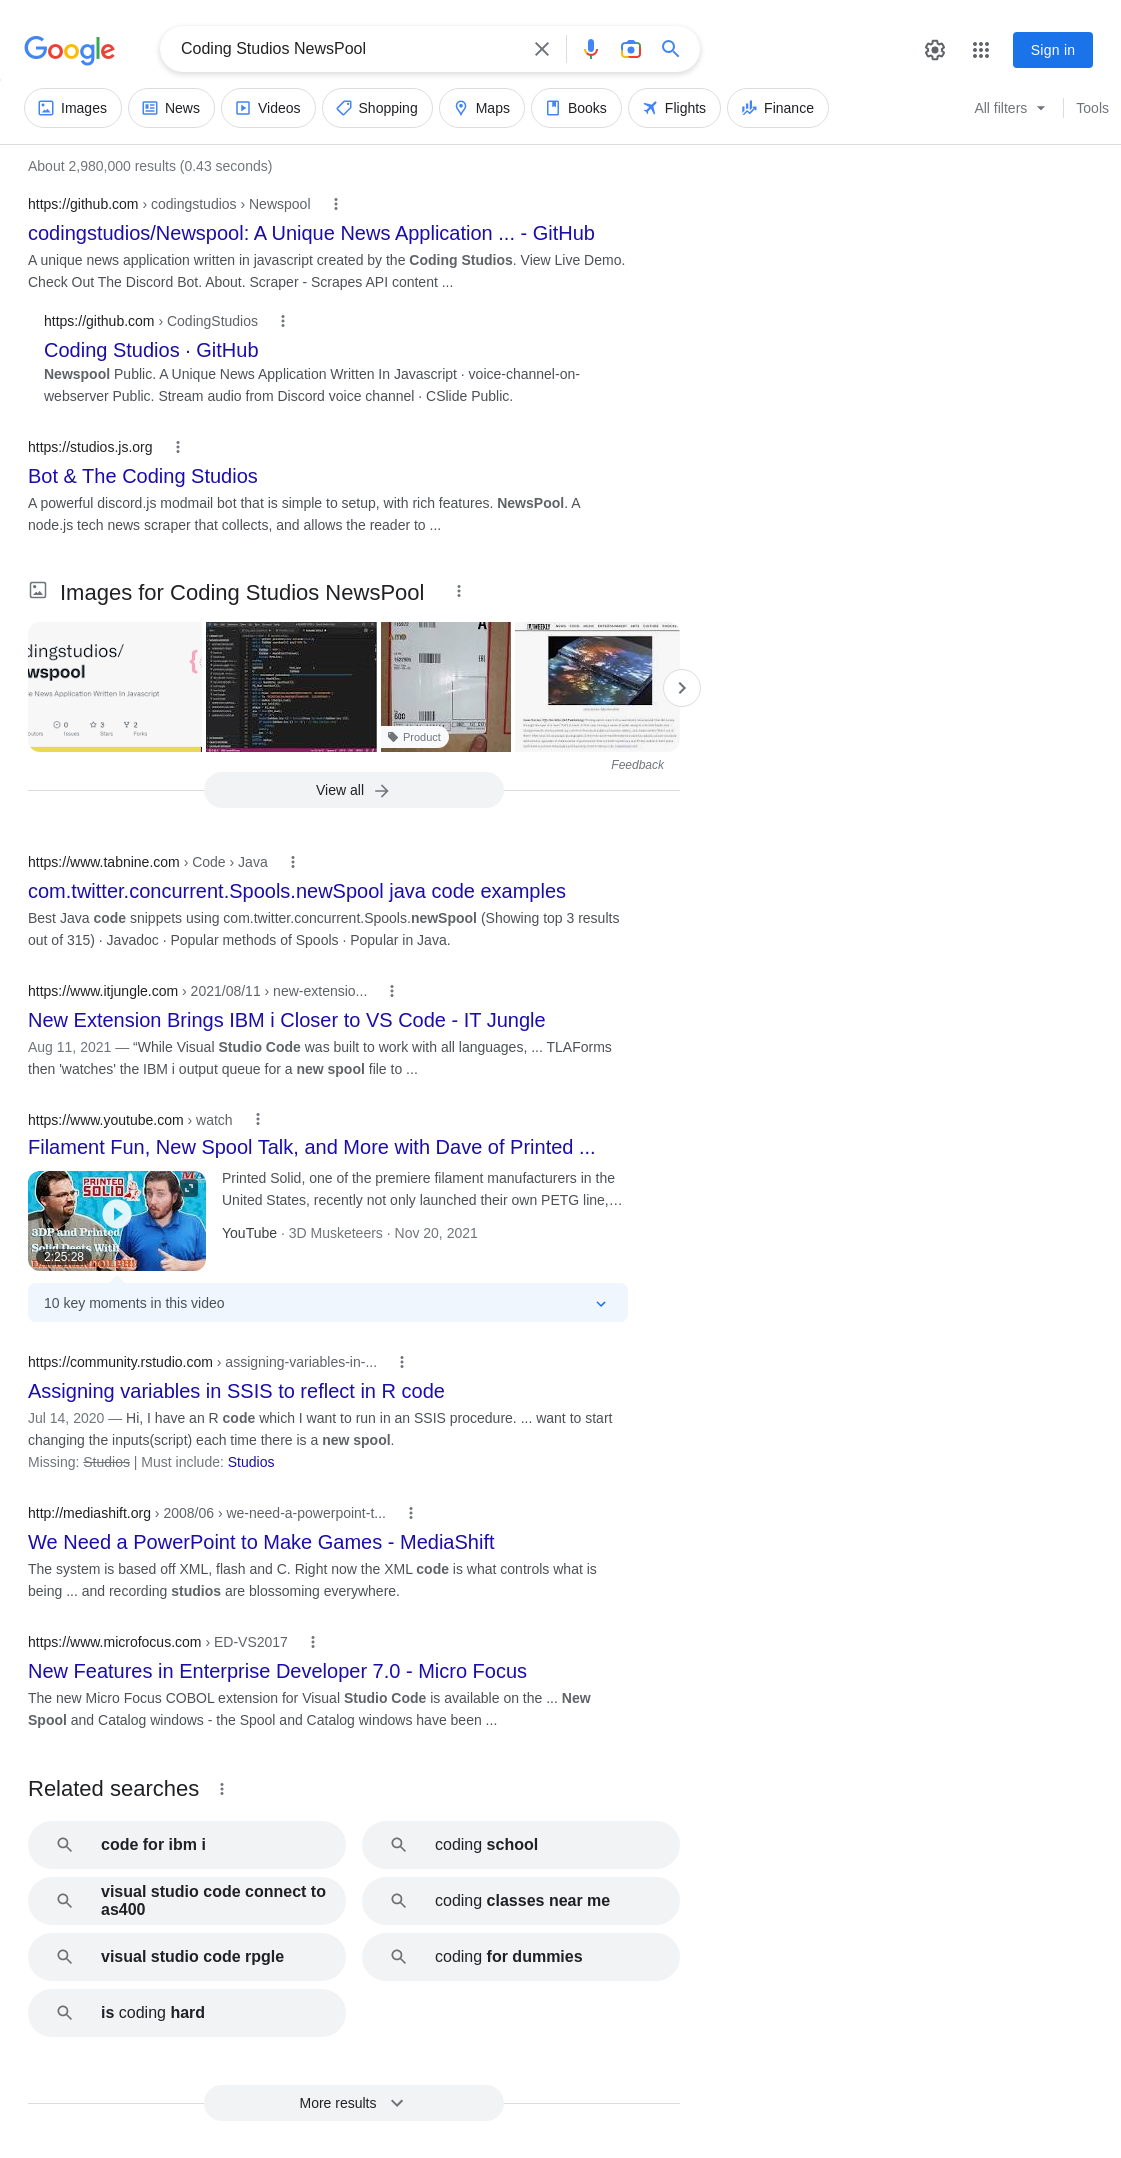 Google
Coding Studios NewsPool
Sign in
Images
News
Videos
Shopping
Maps
Books
Flights
Finance
All filters
Tools
About 2,980,000 results (0.43 seconds)
https://github.com › codingstudios › Newspool
codingstudios/Newspool: A Unique News Application ... - GitHub
A unique news application written in javascript created by the Coding Studios. View Live Demo.
Check Out The Discord Bot. About. Scraper - Scrapes API content ...
https://github.com › CodingStudios
Coding Studios · GitHub
Newspool Public. A Unique News Application Written In Javascript · voice-channel-on-
webserver Public. Stream audio from Discord voice channel · CSlide Public.
https://studios.js.org
Bot & The Coding Studios
A powerful discord.js modmail bot that is simple to setup, with rich features. NewsPool. A
node.js tech news scraper that collects, and allows the reader to ...
Images for Coding Studios NewsPool
dingstudios/
wspool
e News Application Written In Javascript
0
3
2
Issues
Stars
Forks
Product
Feedback
View all
https://www.tabnine.com › Code › Java
com.twitter.concurrent.Spools.newSpool java code examples
Best Java code snippets using com.twitter.concurrent.Spools.newSpool (Showing top 3 results
out of 315) · Javadoc · Popular methods of Spools · Popular in Java.
https://www.itjungle.com › 2021/08/11 › new-extensio...
New Extension Brings IBM i Closer to VS Code - IT Jungle
Aug 11, 2021 — “While Visual Studio Code was built to work with all languages, ... TLAForms
then 'watches' the IBM i output queue for a new spool file to ...
https://www.youtube.com › watch
Filament Fun, New Spool Talk, and More with Dave of Printed ...
PRINTED
SOLID
3DP and Printed
Solid Deets With
2:25:28
Printed Solid, one of the premiere filament manufacturers in the
United States, recently not only launched their own PETG line,…
YouTube · 3D Musketeers · Nov 20, 2021
10 key moments in this video
https://community.rstudio.com › assigning-variables-in-...
Assigning variables in SSIS to reflect in R code
Jul 14, 2020 — Hi, I have an R code which I want to run in an SSIS procedure. ... want to start
changing the inputs(script) each time there is a new spool.
Missing: Studios | Must include: Studios
http://mediashift.org › 2008/06 › we-need-a-powerpoint-t...
We Need a PowerPoint to Make Games - MediaShift
The system is based off XML, flash and C. Right now the XML code is what controls what is
being ... and recording studios are blossoming everywhere.
https://www.microfocus.com › ED-VS2017
New Features in Enterprise Developer 7.0 - Micro Focus
The new Micro Focus COBOL extension for Visual Studio Code is available on the ... New
Spool and Catalog windows - the Spool and Catalog windows have been ...
Related searches
code for ibm i
coding school
visual studio code connect to
as400
coding classes near me
visual studio code rpgle
coding for dummies
is coding hard
More results